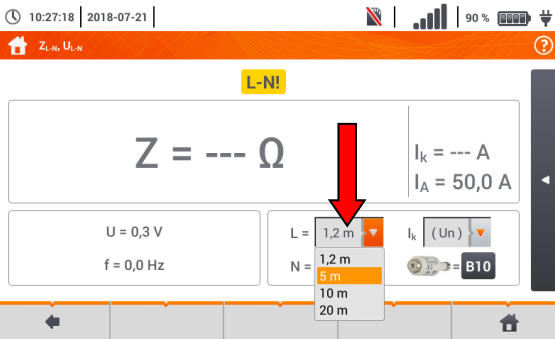 10:27:18 2018-07-21 90 %
ZL-N, UL-N ?
L-N!
Z = --- Ω
Ik = --- A
IA = 50,0 A
U = 0,3 V
f = 0,0 Hz
L = 1,2 m Ik (Un)
N = = B10
1,2 m
5 m
10 m
20 m